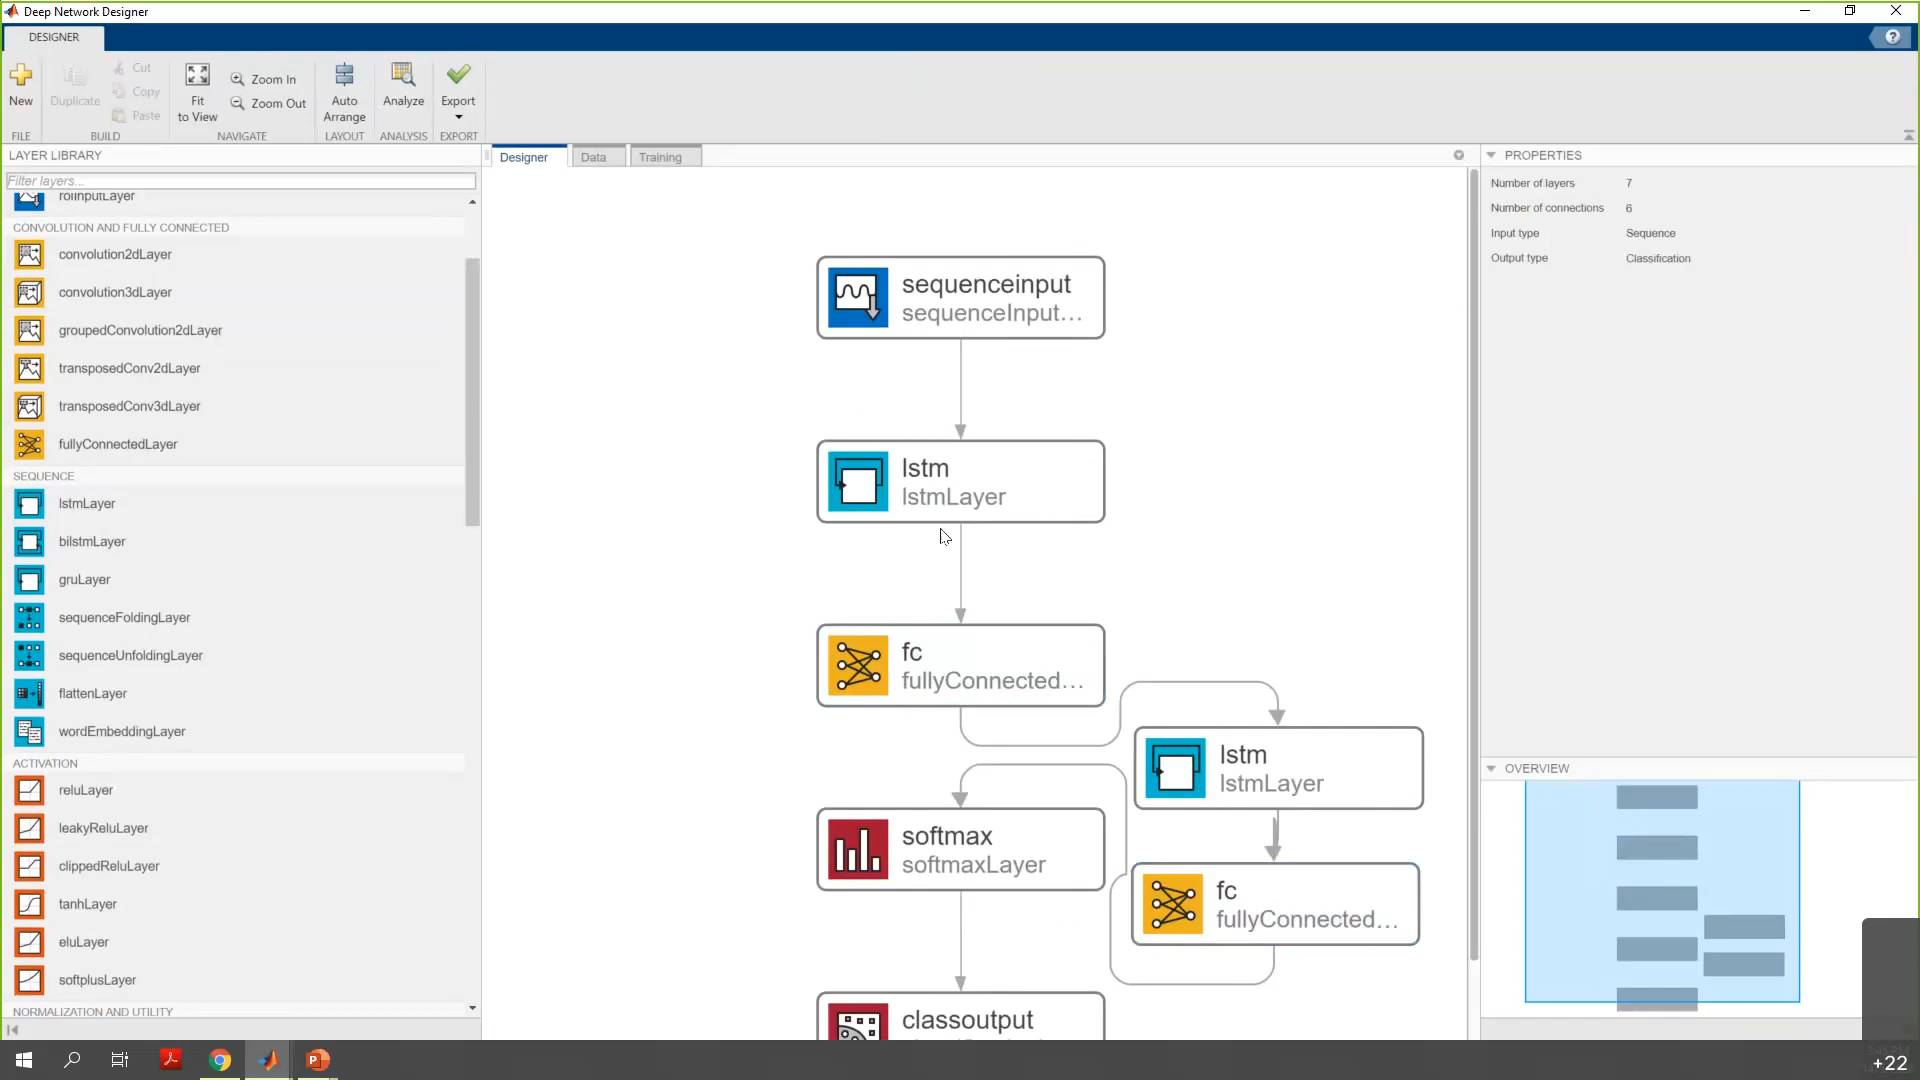 Deep Network Designer
DESIGNER
New
Duplicate
Cut
Copy
Paste
Fit
to View
Zoom In
Zoom Out
Auto
Arrange
Analyze
Export
FILE
BUILD
NAVIGATE
LAYOUT
ANALYSIS
EXPORT
LAYER LIBRARY
Filter layers...
roiInputLayer
CONVOLUTION AND FULLY CONNECTED
convolution2dLayer
convolution3dLayer
groupedConvolution2dLayer
transposedConv2dLayer
transposedConv3dLayer
fullyConnectedLayer
SEQUENCE
lstmLayer
bilstmLayer
gruLayer
sequenceFoldingLayer
sequenceUnfoldingLayer
flattenLayer
wordEmbeddingLayer
ACTIVATION
reluLayer
leakyReluLayer
clippedReluLayer
tanhLayer
eluLayer
softplusLayer
NORMALIZATION AND UTILITY
Designer
Data
Training
sequenceinput
sequenceInput...
lstm
lstmLayer
fc
fullyConnected...
lstm
lstmLayer
softmax
softmaxLayer
fc
fullyConnected...
classoutput
PROPERTIES
Number of layers 7
Number of connections 6
Input type Sequence
Output type Classification
OVERVIEW
+22